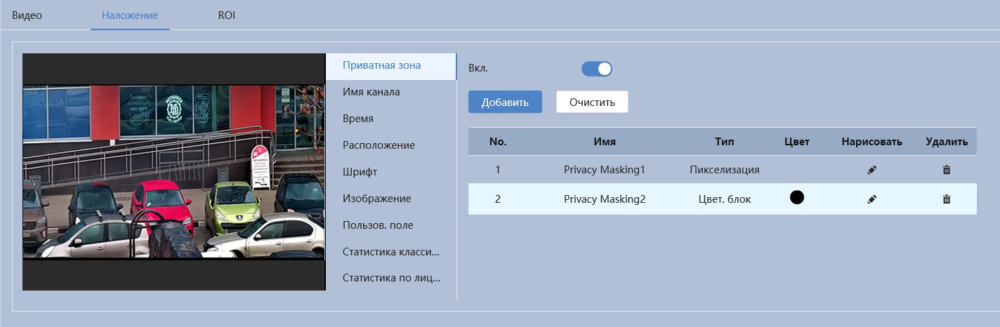 Видео Наложение ROI
Приватная зона
Имя канала
Время
Расположение
Шрифт
Изображение
Пользов. поле
Статистика класси...
Статистика по лиц...
Вкл.
Добавить Очистить
No. Имя Тип Цвет Нарисовать Удалить
1 Privacy Masking1 Пикселизация
2 Privacy Masking2 Цвет. блок